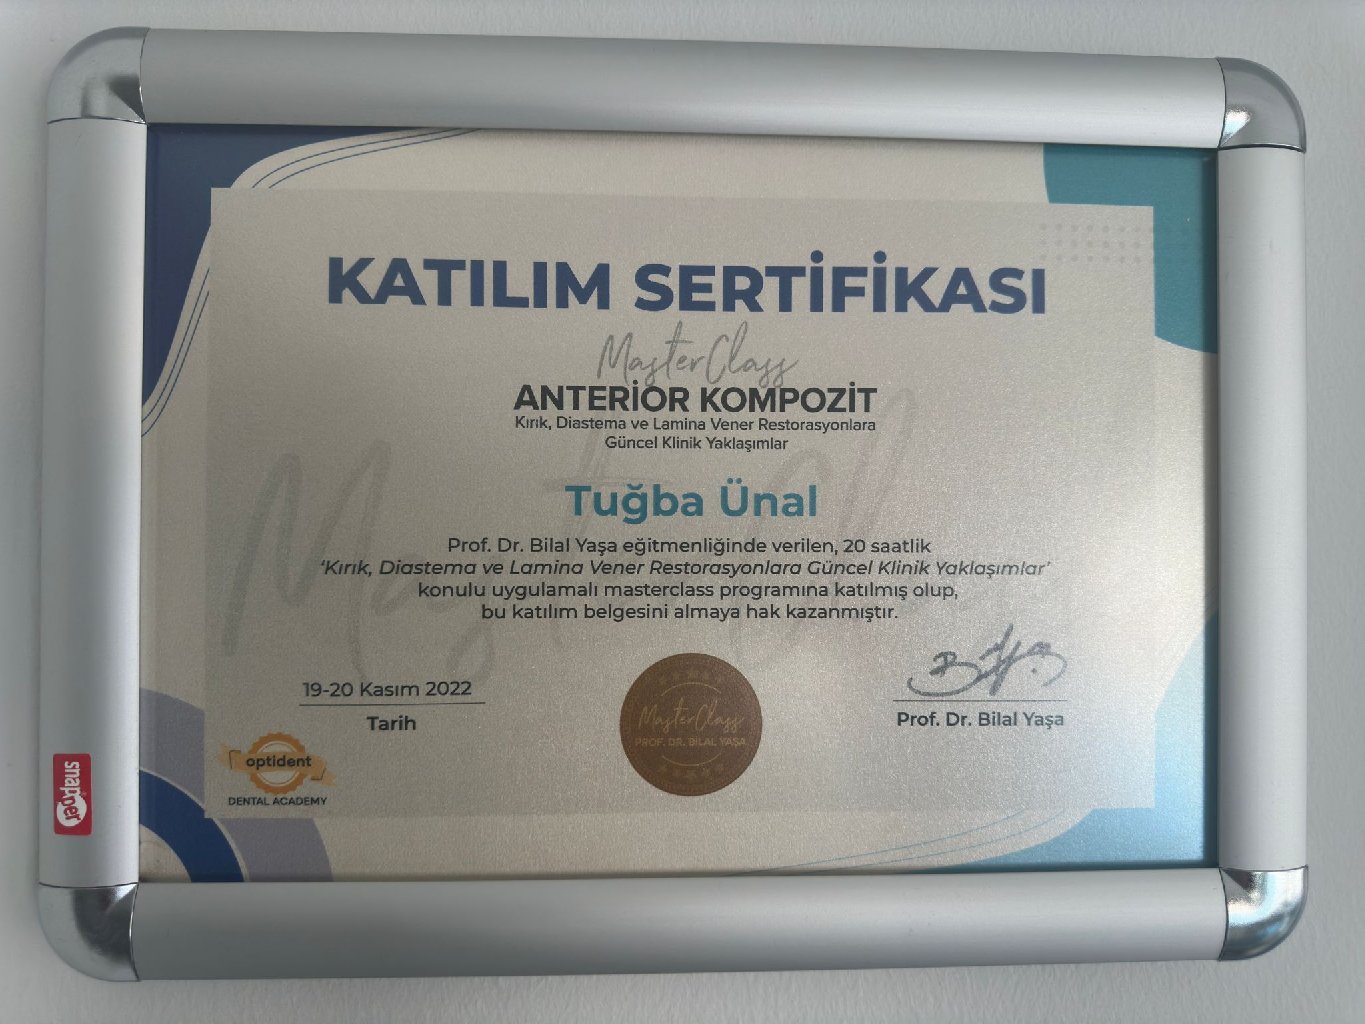 KATILIM SERTİFİKASI
MasterClass
ANTERİOR KOMPOZİT
Kırık, Diastema ve Lamina Vener Restorasyonlara
Güncel Klinik Yaklaşımlar
Tuğba Ünal
Prof. Dr. Bilal Yaşa eğitmenliğinde verilen, 20 saatlik
'Kırık, Diastema ve Lamina Vener Restorasyonlara Güncel Klinik Yaklaşımlar'
konulu uygulamalı masterclass programına katılmış olup,
bu katılım belgesini almaya hak kazanmıştır.
19-20 Kasım 2022
Tarih
MasterClass
PROF. DR. BİLAL YAŞA
Prof. Dr. Bilal Yaşa
optident
DENTAL ACADEMY
snapper